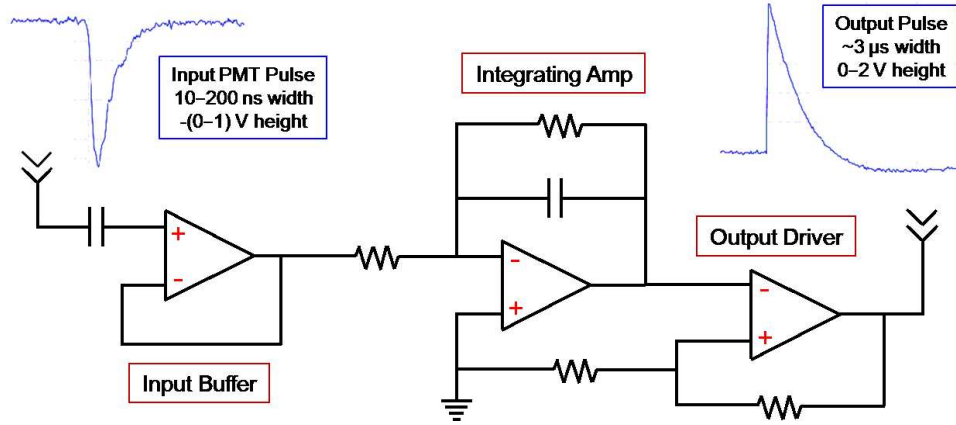 Input PMT Pulse
10–200 ns width
-(0–1) V height
Integrating Amp
Output Pulse
~3 µs width
0–2 V height
+
-
Input Buffer
-
+
Output Driver
-
+